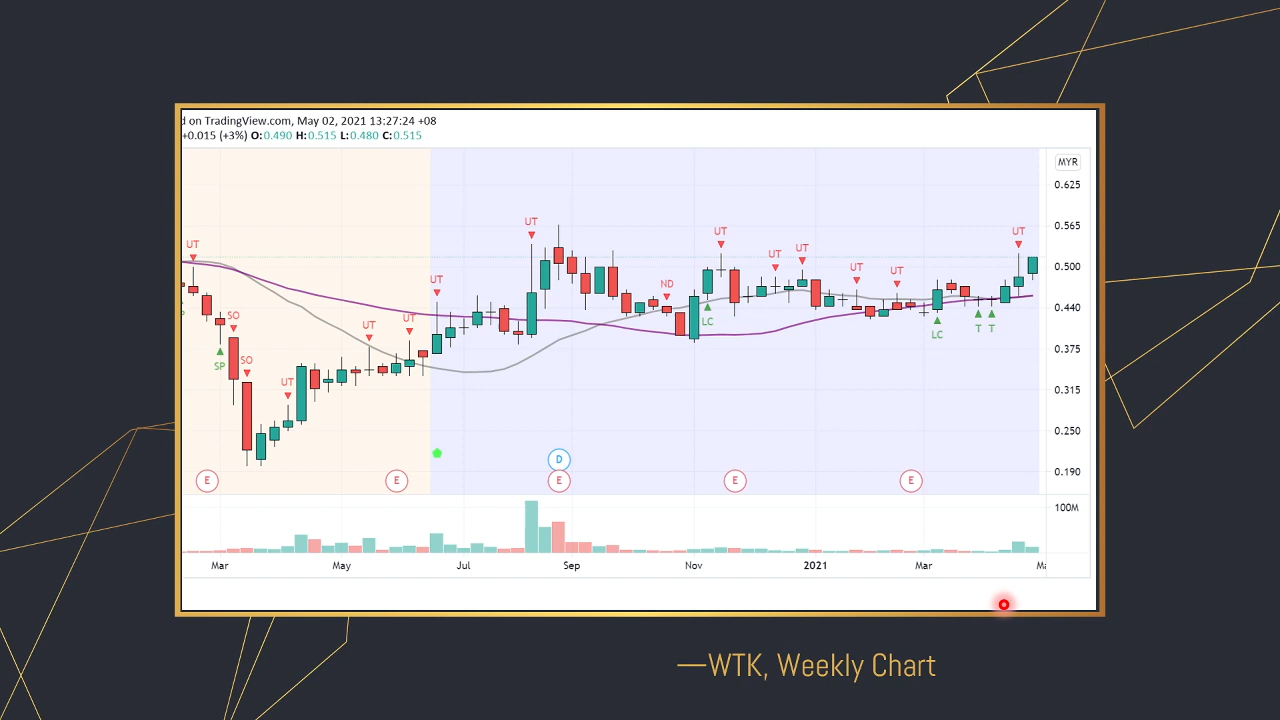 d on TradingView.com, May 02, 2021 13:27:24 +08
+0.015 (+3%) O:0.490 H:0.515 L:0.480 C:0.515
MYR
0.625
0.565
0.500
0.440
0.375
0.315
0.250
0.190
100M
UT
SO
SP
SO
UT
UT
UT
UT
UT
ND
LC
UT
UT
UT
UT
UT
LC
T
T
UT
E
E
D
E
E
E
Mar
May
Jul
Sep
Nov
2021
Mar
—WTK, Weekly Chart